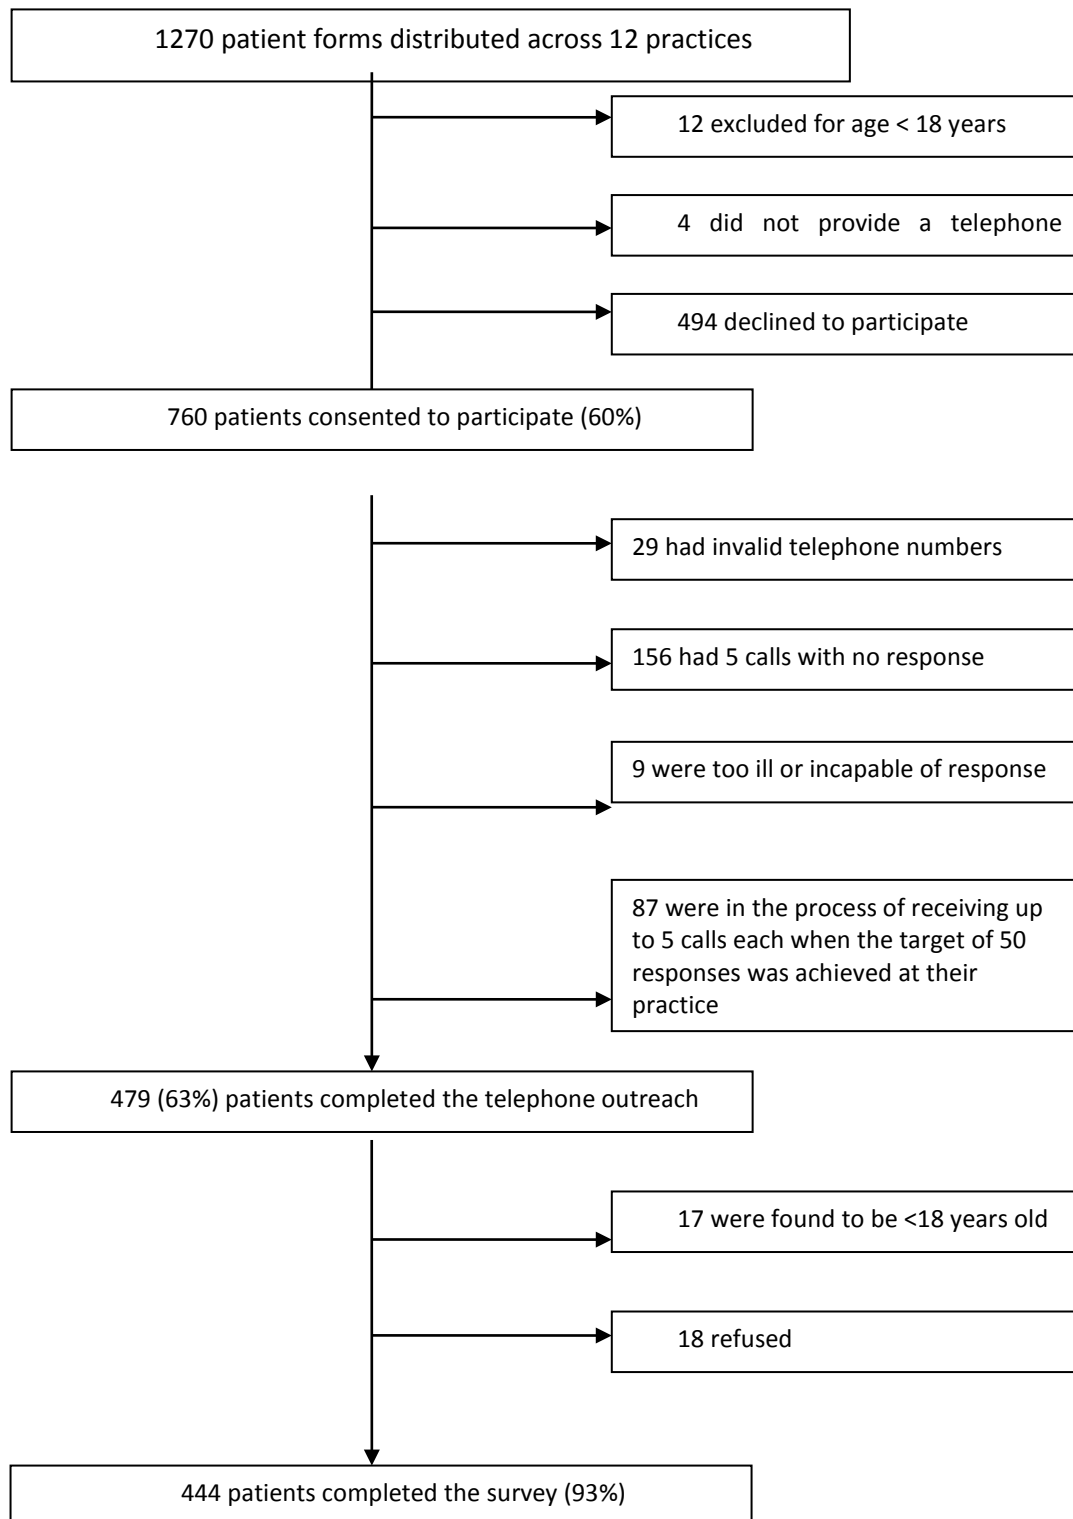 1270 patient forms distributed across 12 practices
12 excluded for age < 18 years
4 did not provide a telephone
494 declined to participate
760 patients consented to participate (60%)
29 had invalid telephone numbers
156 had 5 calls with no response
9 were too ill or incapable of response
87 were in the process of receiving up
to 5 calls each when the target of 50
responses was achieved at their
practice
479 (63%) patients completed the telephone outreach
17 were found to be <18 years old
18 refused
444 patients completed the survey (93%)